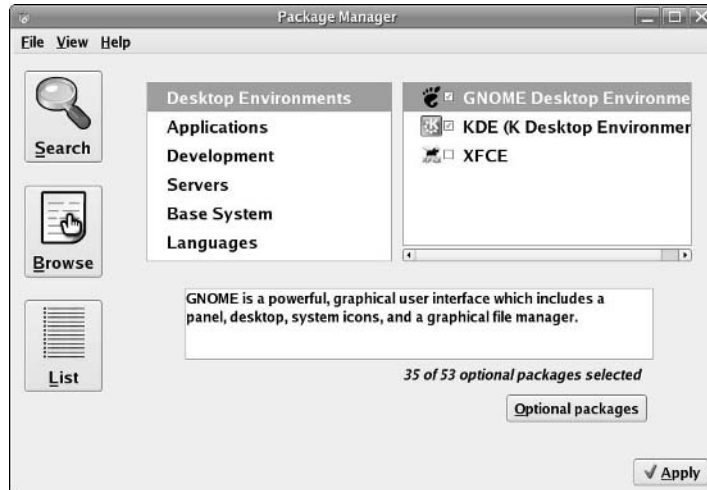 Package Manager
File View Help
Search
Browse
List
Desktop Environments
Applications
Development
Servers
Base System
Languages
GNOME Desktop Environme
KDE (K Desktop Environmer
XFCE
GNOME is a powerful, graphical user interface which includes a
panel, desktop, system icons, and a graphical file manager.
35 of 53 optional packages selected
Optional packages
Apply